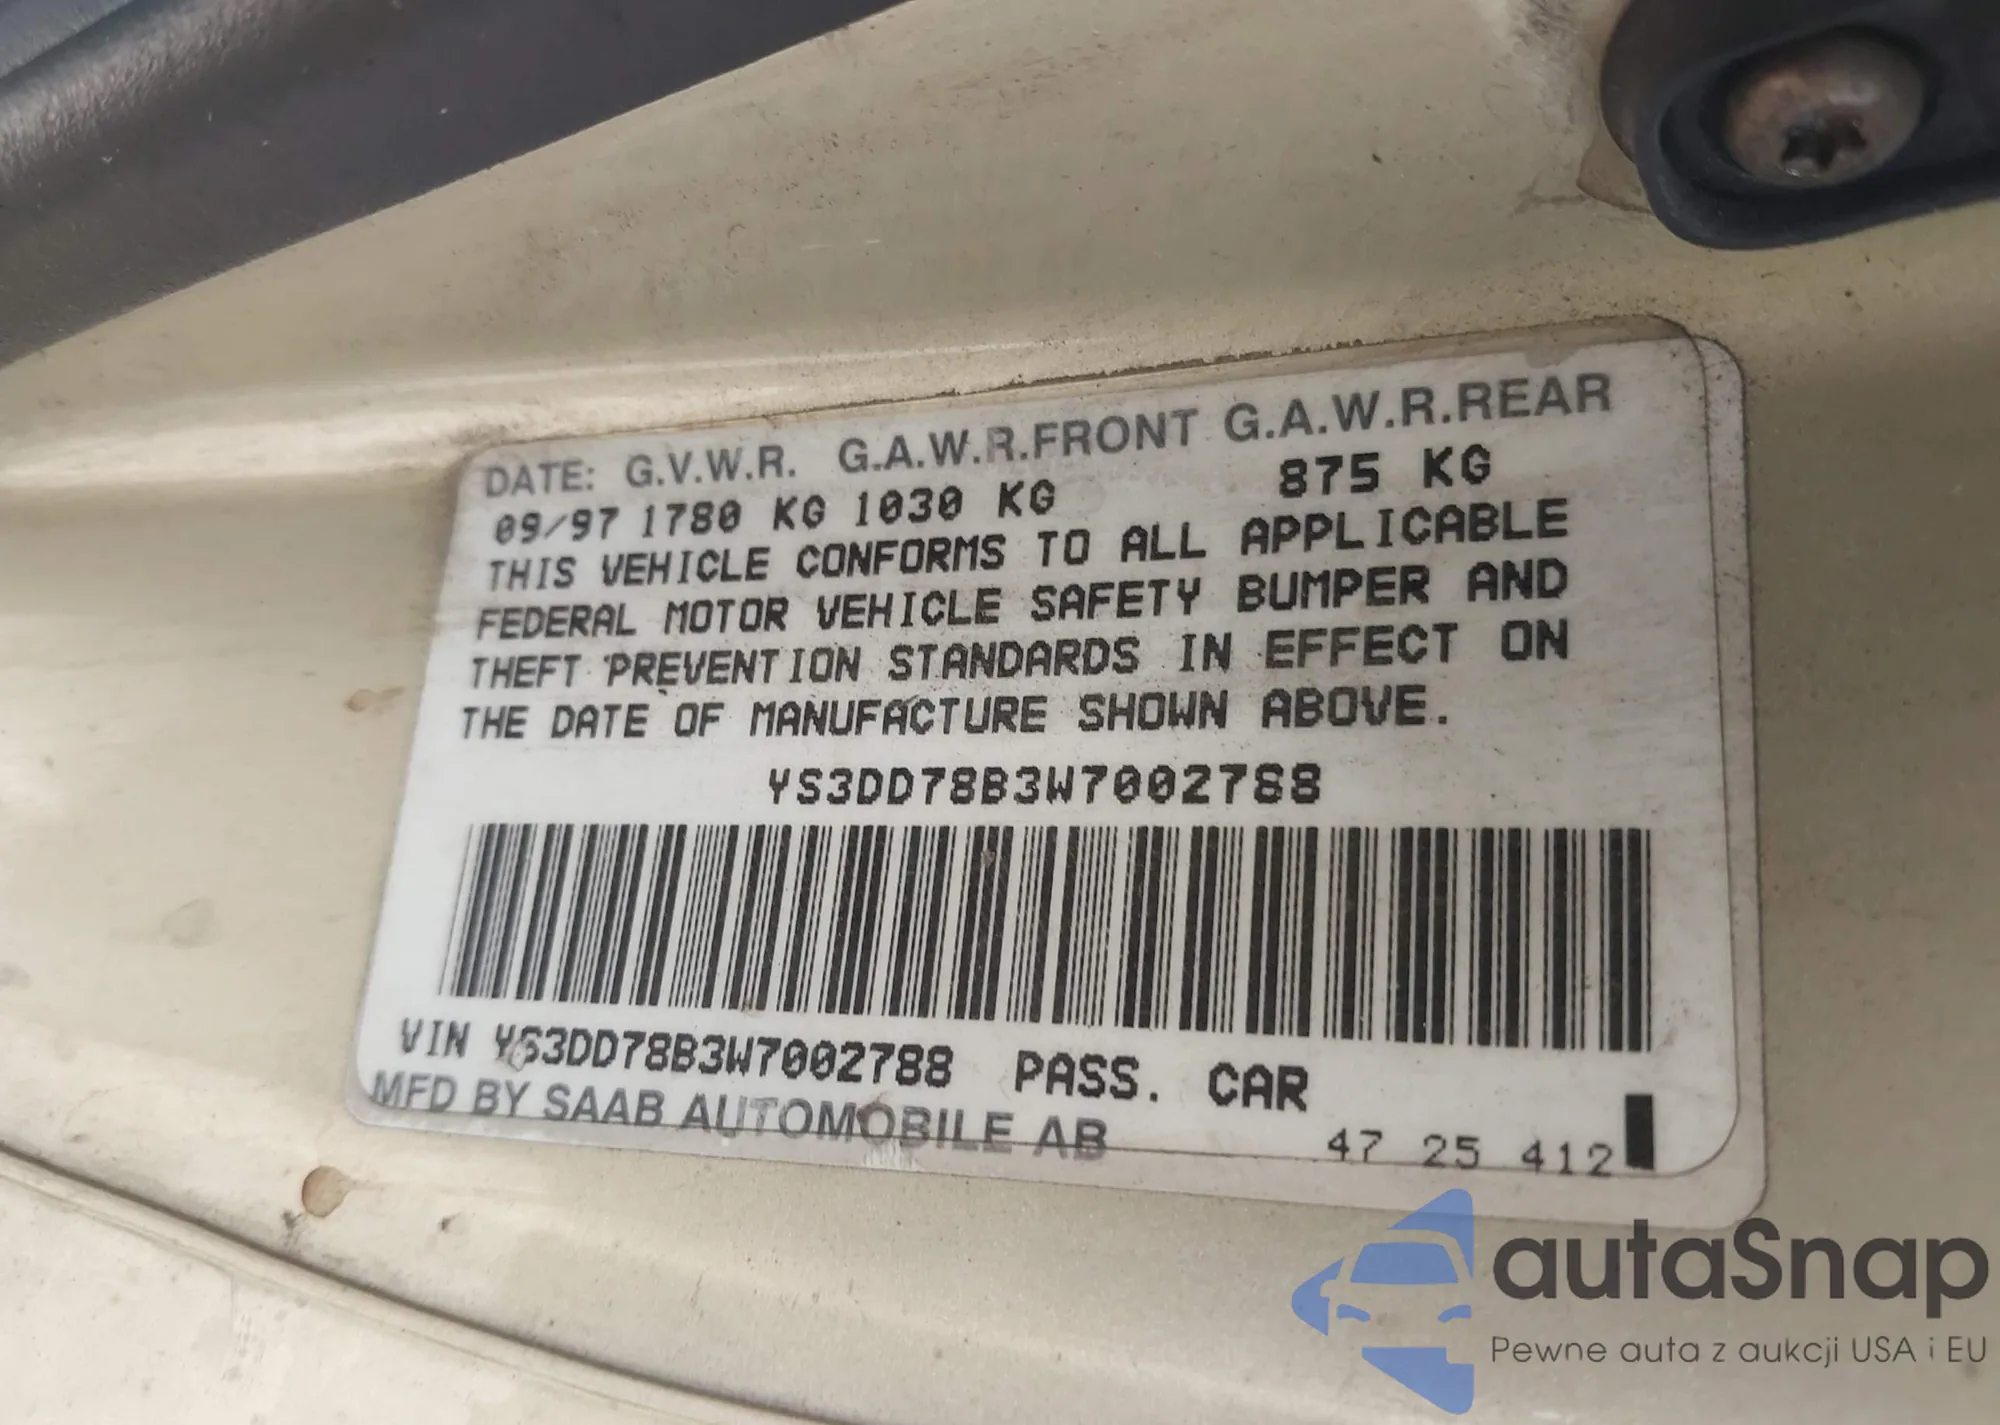 DATE: G.V.W.R. G.A.W.R.FRONT G.A.W.R.REAR
09/97 1780 KG 1030 KG 875 KG
THIS VEHICLE CONFORMS TO ALL APPLICABLE
FEDERAL MOTOR VEHICLE SAFETY BUMPER AND
THEFT PREVENTION STANDARDS IN EFFECT ON
THE DATE OF MANUFACTURE SHOWN ABOVE.
YS3DD78B3W7002788
VIN YS3DD78B3W7002788 PASS. CAR
MFD BY SAAB AUTOMOBILE AB
47 25 412
autaSnap
Pewne auta z aukcji USA i EU